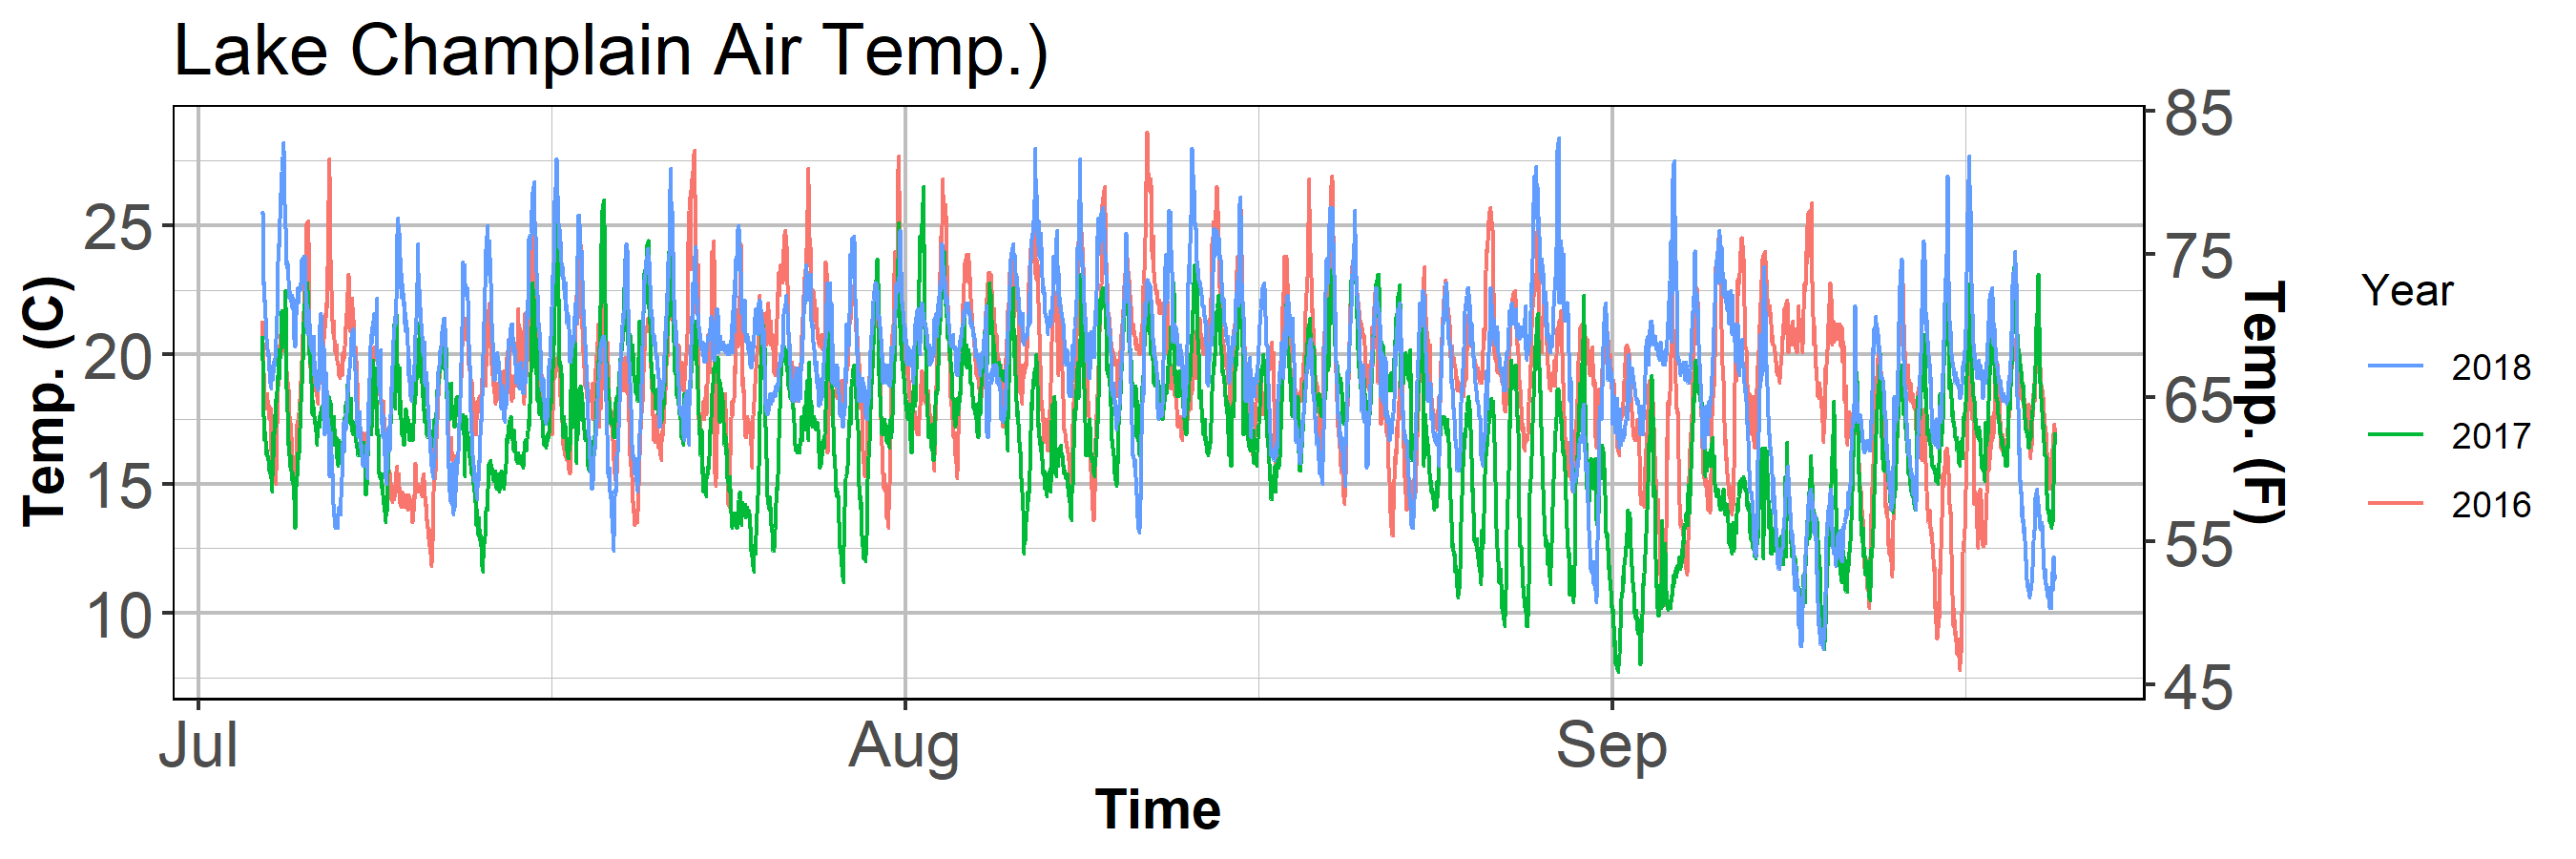 Lake Champlain Air Temp.)
Temp. (C)
25
20
15
10
85
75
65
55
45
Temp. (F)
Jul
Aug
Sep
Time
Year
2018
2017
2016